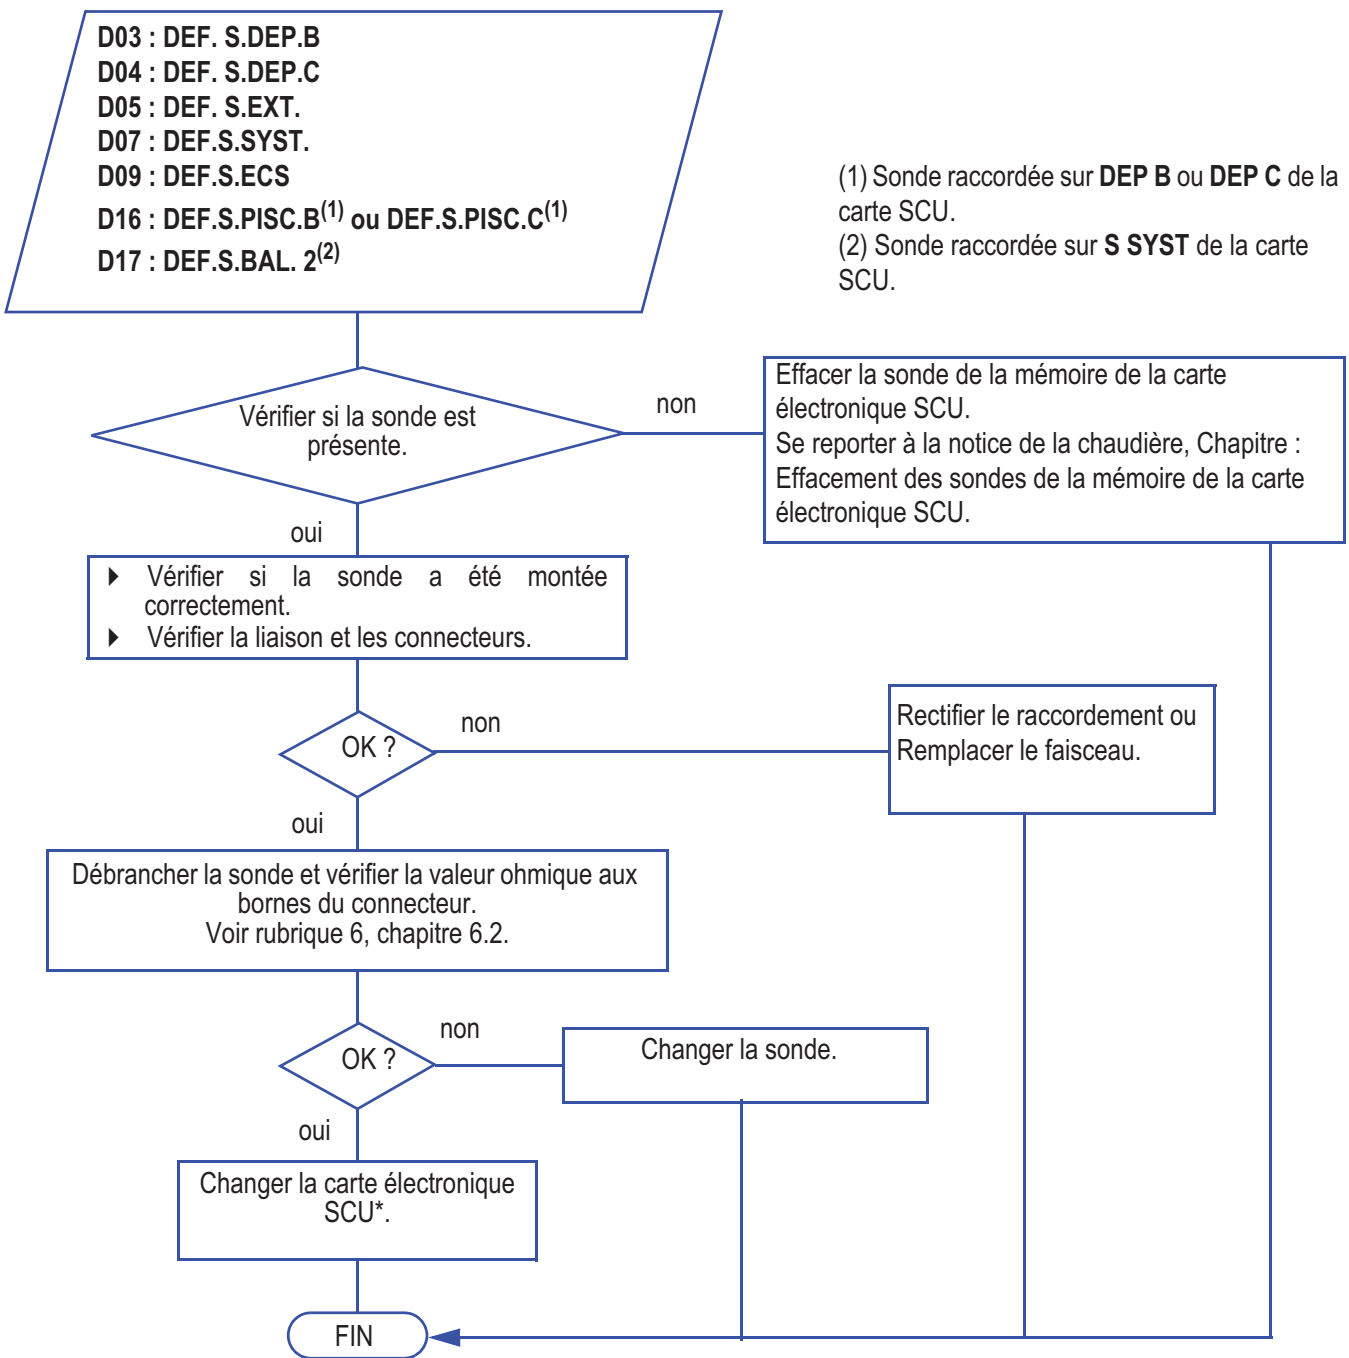 D03 : DEF. S.DEP.B
D04 : DEF. S.DEP.C
D05 : DEF. S.EXT.
D07 : DEF.S.SYST.
D09 : DEF.S.ECS
D16 : DEF.S.PISC.B(1) ou DEF.S.PISC.C(1)
D17 : DEF.S.BAL. 2(2)
(1) Sonde raccordée sur DEP B ou DEP C de la
carte SCU.
(2) Sonde raccordée sur S SYST de la carte
SCU.
Vérifier si la sonde est
présente.
non
Effacer la sonde de la mémoire de la carte
électronique SCU.
Se reporter à la notice de la chaudière, Chapitre :
Effacement des sondes de la mémoire de la carte
électronique SCU.
oui
Vérifier si la sonde a été montée
correctement.
Vérifier la liaison et les connecteurs.
OK ?
non
Rectifier le raccordement ou
Remplacer le faisceau.
oui
Débrancher la sonde et vérifier la valeur ohmique aux
bornes du connecteur.
Voir rubrique 6, chapitre 6.2.
OK ?
non
Changer la sonde.
oui
Changer la carte électronique
SCU*.
FIN